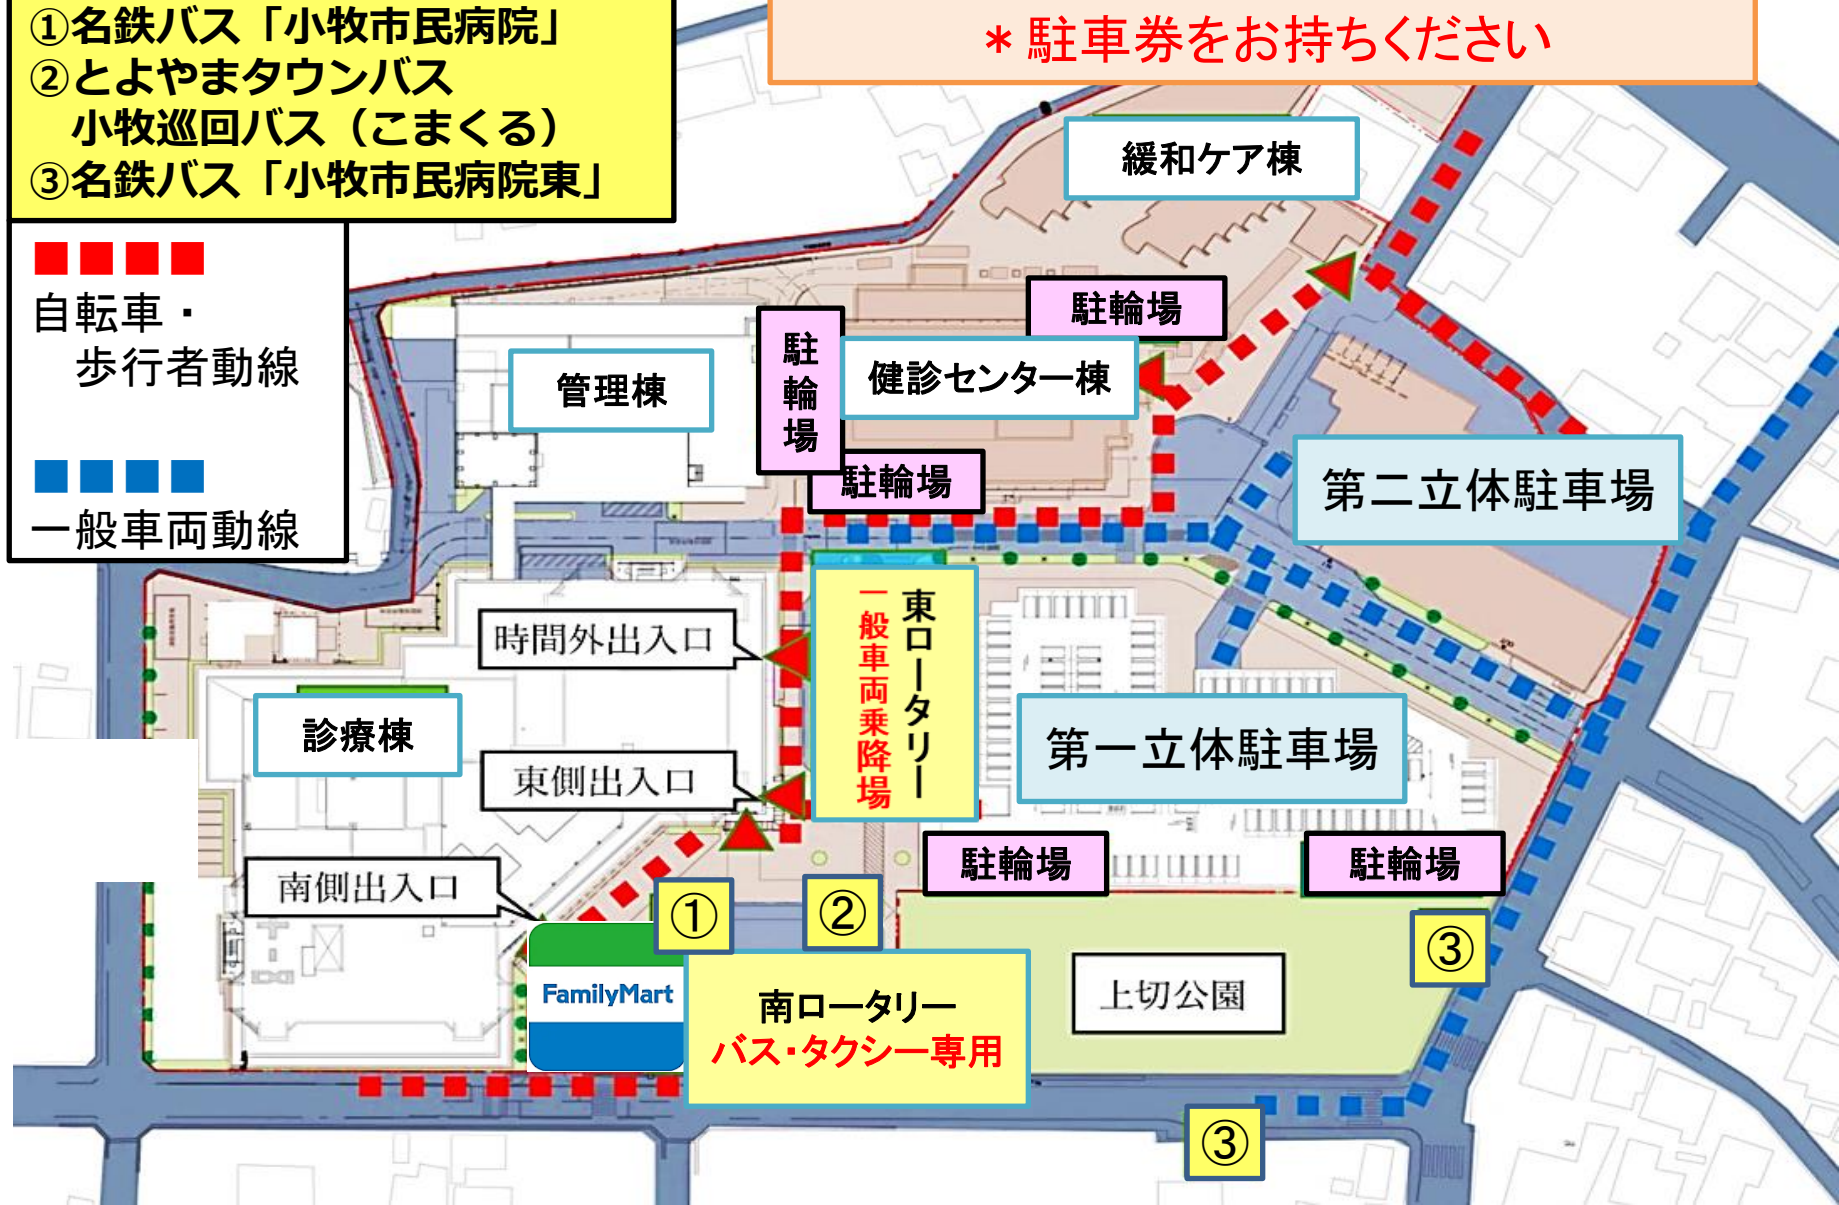 ①名鉄バス「小牧市民病院」
②とよやまタウンバス
小牧巡回バス（こまくる）
③名鉄バス「小牧市民病院東」
＊駐車券をお持ちください
自転車・
歩行者動線
一般車両動線
緩和ケア棟
駐輪場
駐輪場
健診センター棟
管理棟
駐輪場
第二立体駐車場
時間外出入口
東ロータリー
一般車両乗降場
診療棟
第一立体駐車場
東側出入口
駐輪場
駐輪場
南側出入口
①
②
③
FamilyMart
南ロータリー
バス・タクシー専用
上切公園
③